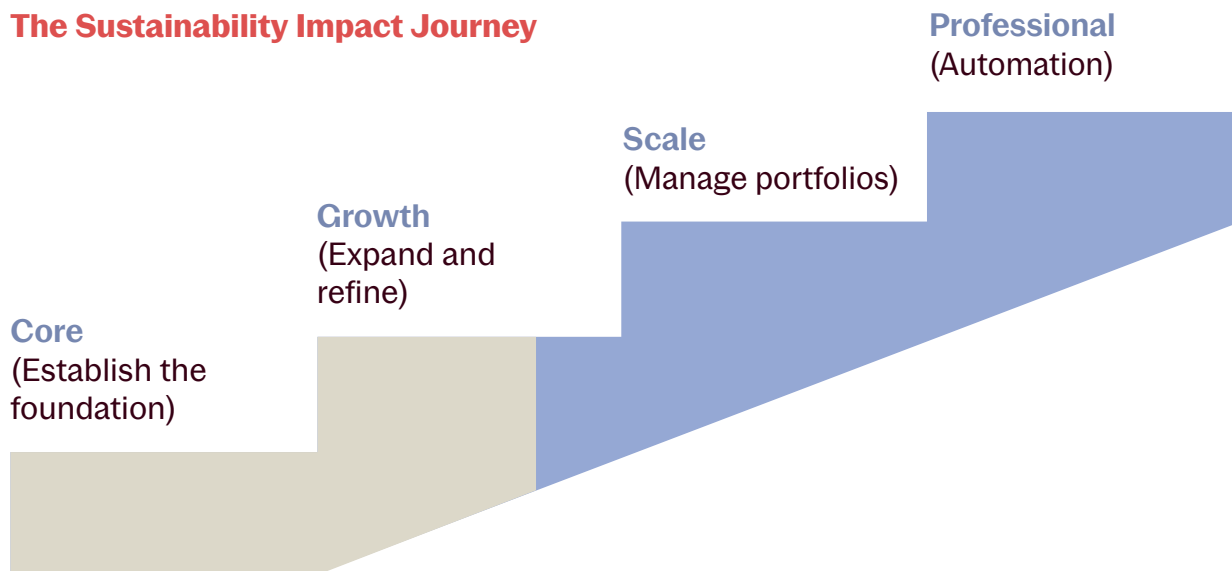 The Sustainability Impact Journey
Core
(Establish the
foundation)
Growth
(Expand and
refine)
Scale
(Manage portfolios)
Professional
(Automation)